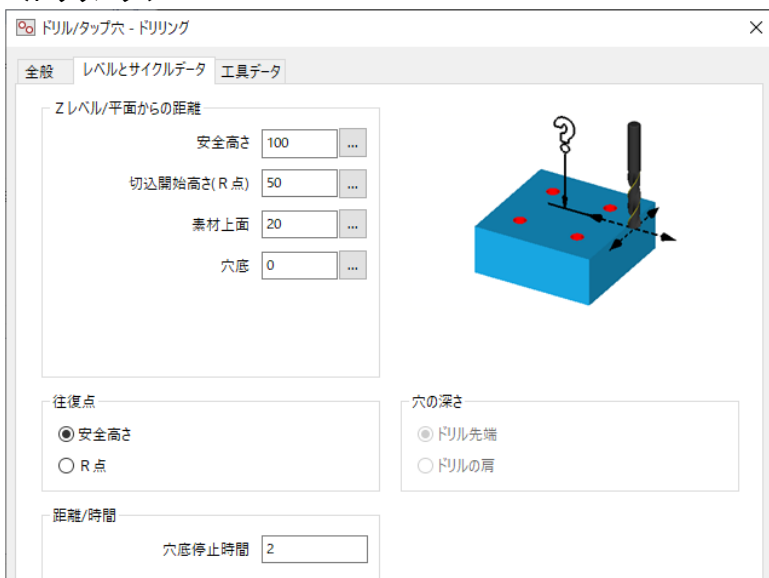 ドリル/タップ穴 - ドリリング
全般 レベルとサイクルデータ 工具データ
Z レベル/平面からの距離
安全高さ 100 ...
切込開始高さ(R 点) 50 ...
素材上面 20 ...
穴底 0 ...
往復点
安全高さ
R 点
穴の深さ
ドリル先端
ドリルの肩
距離/時間
穴底停止時間 2